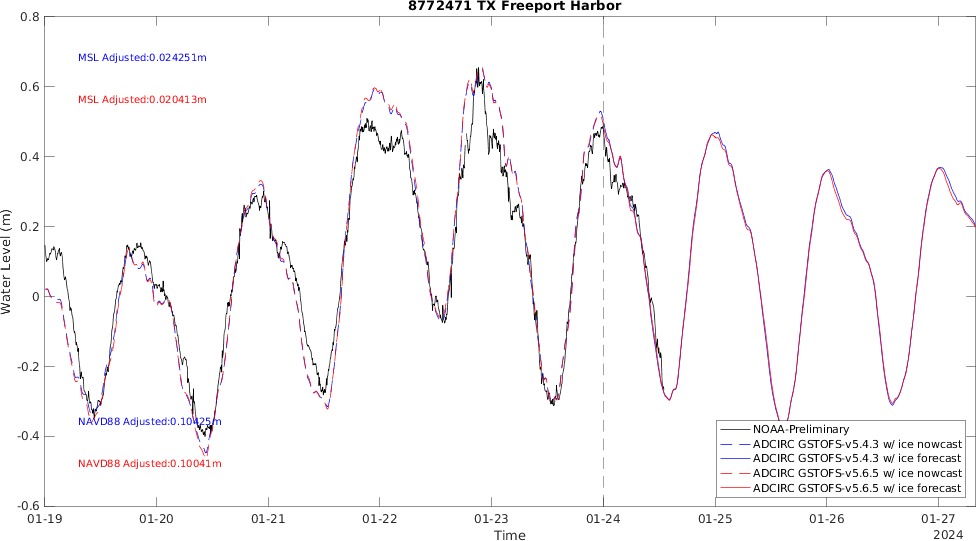 8772471 TX Freeport Harbor
0.8
MSL Adjusted:0.024251m
0.6
MSL Adjusted:0.020413m
0.4
0.2
Water Level (m)
0
-0.2
NAVD88 Adjusted:0.10425m
-0.4
NAVD88 Adjusted:0.10041m
-0.6
NOAA-Preliminary
ADCIRC GSTOFS-v5.4.3 w/ ice nowcast
ADCIRC GSTOFS-v5.4.3 w/ ice forecast
ADCIRC GSTOFS-v5.6.5 w/ ice nowcast
ADCIRC GSTOFS-v5.6.5 w/ ice forecast
01-19 01-20 01-21 01-22 01-23 01-24 01-25 01-26 01-27
Time
2024